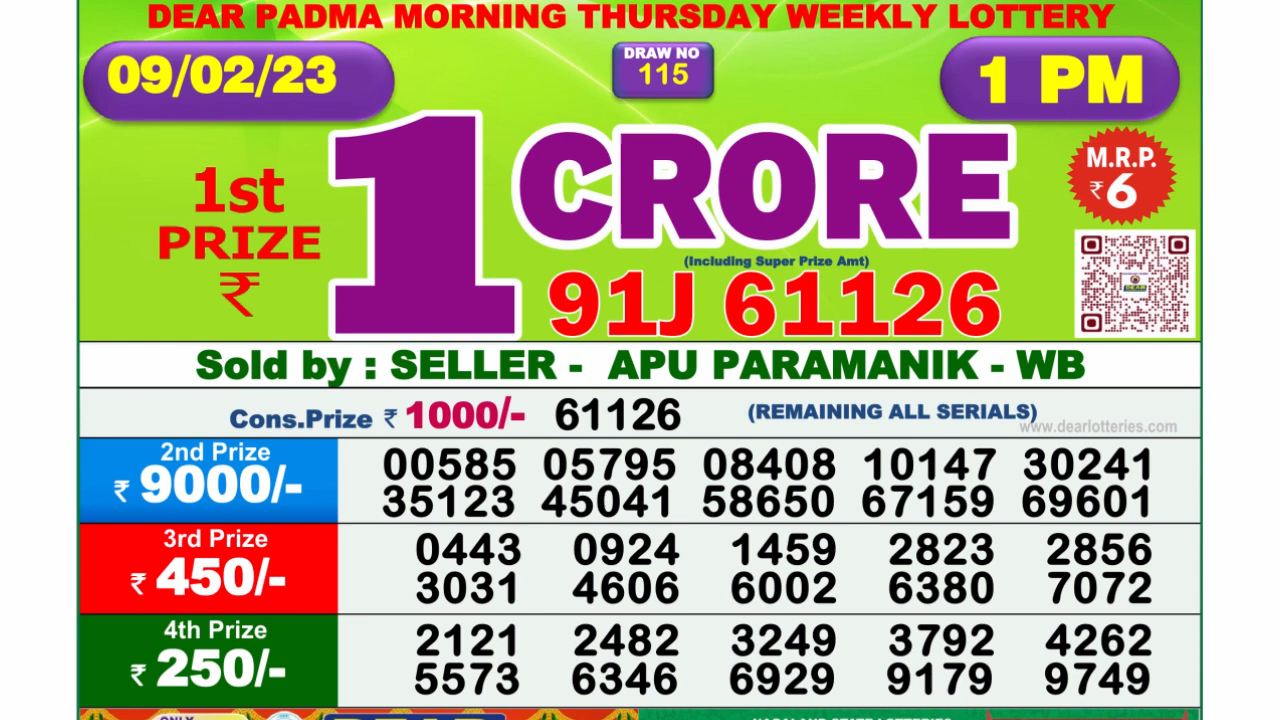 DEAR PADMA MORNING THURSDAY WEEKLY LOTTERY
09/02/23
DRAW NO
115
1 PM
1st
PRIZE
₹
1 CRORE
(Including Super Prize Amt)
91J 61126
M.R.P.
₹6
Sold by : SELLER - APU PARAMANIK - WB
Cons.Prize ₹ 1000/- 61126 (REMAINING ALL SERIALS)
www.dearlotteries.com
2nd Prize
₹ 9000/-
00585 05795 08408 10147 30241
35123 45041 58650 67159 69601
3rd Prize
₹ 450/-
0443 0924 1459 2823 2856
3031 4606 6002 6380 7072
4th Prize
₹ 250/-
2121 2482 3249 3792 4262
5573 6346 6929 9179 9749